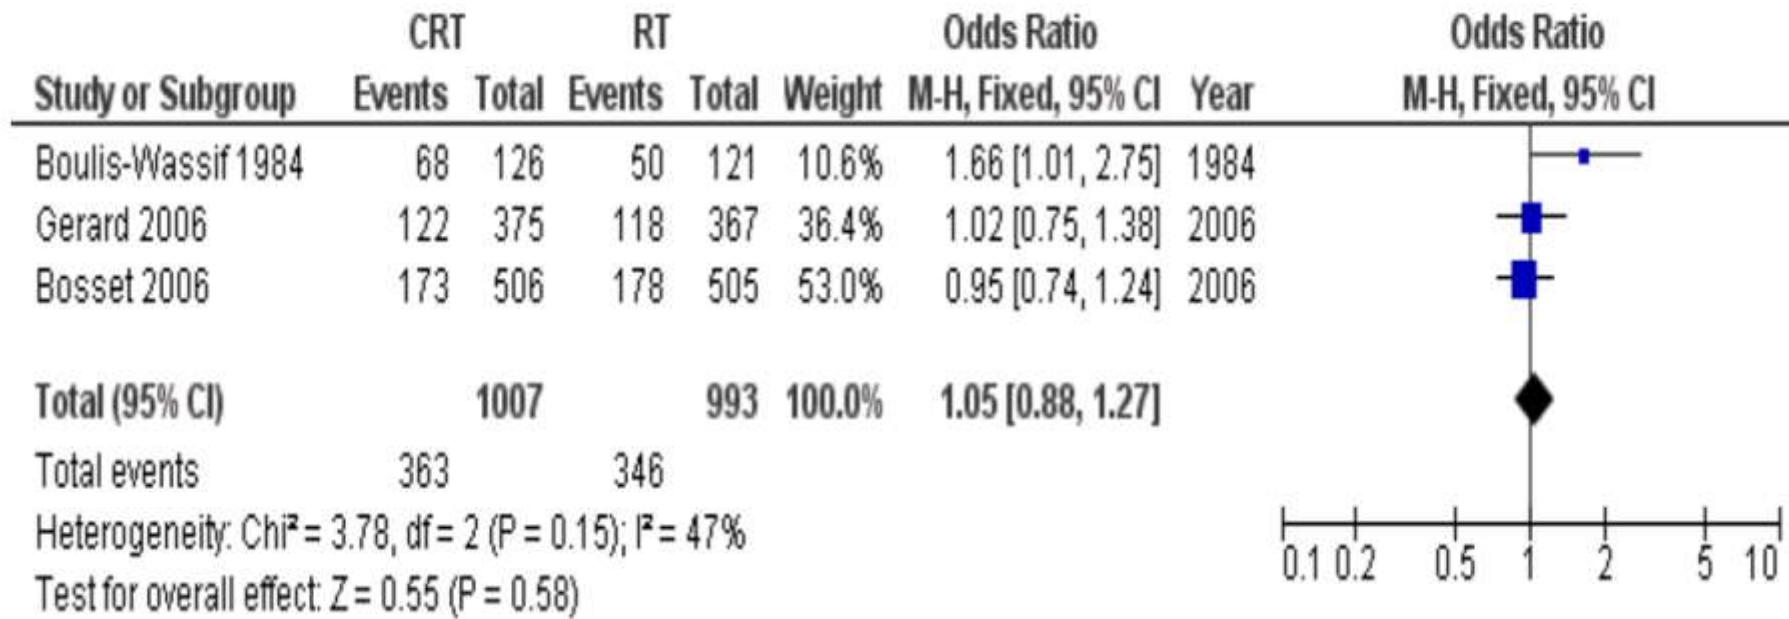 CRT RT Odds Ratio Odds Ratio
Study or Subgroup Events Total Events Total Weight M-H, Fixed, 95% CI Year M-H, Fixed, 95% CI
Boulis-Wassif 1984 68 126 50 121 10.6% 1.66 [1.01, 2.75] 1984
Gerard 2006 122 375 118 367 36.4% 1.02 [0.75, 1.38] 2006
Bosset 2006 173 506 178 505 53.0% 0.95 [0.74, 1.24] 2006
Total (95% CI) 1007 993 100.0% 1.05 [0.88, 1.27]
Total events 363 346
Heterogeneity: Chi² = 3.78, df = 2 (P = 0.15); I² = 47%
Test for overall effect: Z = 0.55 (P = 0.58)
0.1 0.2 0.5 1 2 5 10